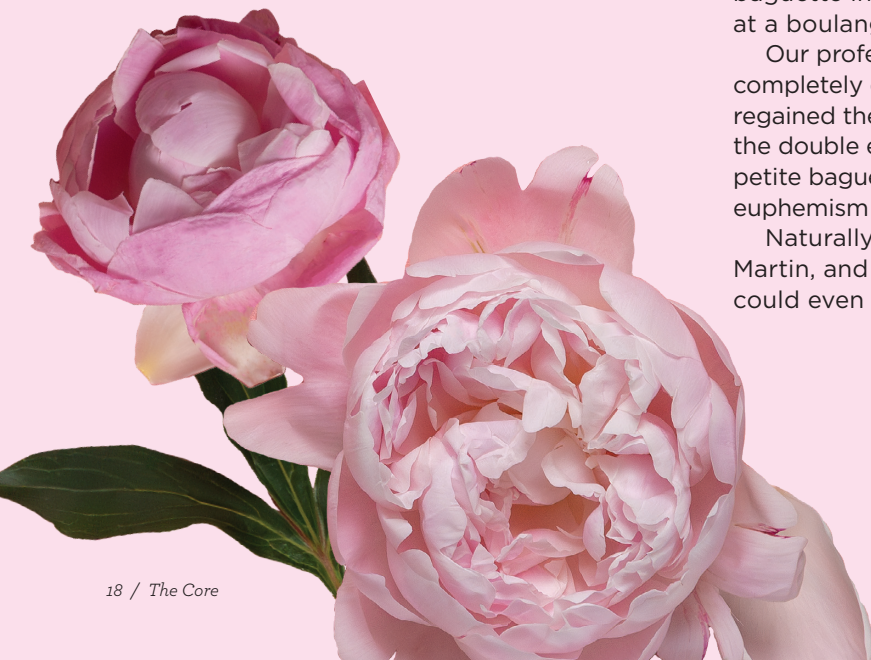 at a boulang
Our profe
completely
regained the
the double e
petite bague
euphemism
Naturally
Martin, and
could even
18 / The Core